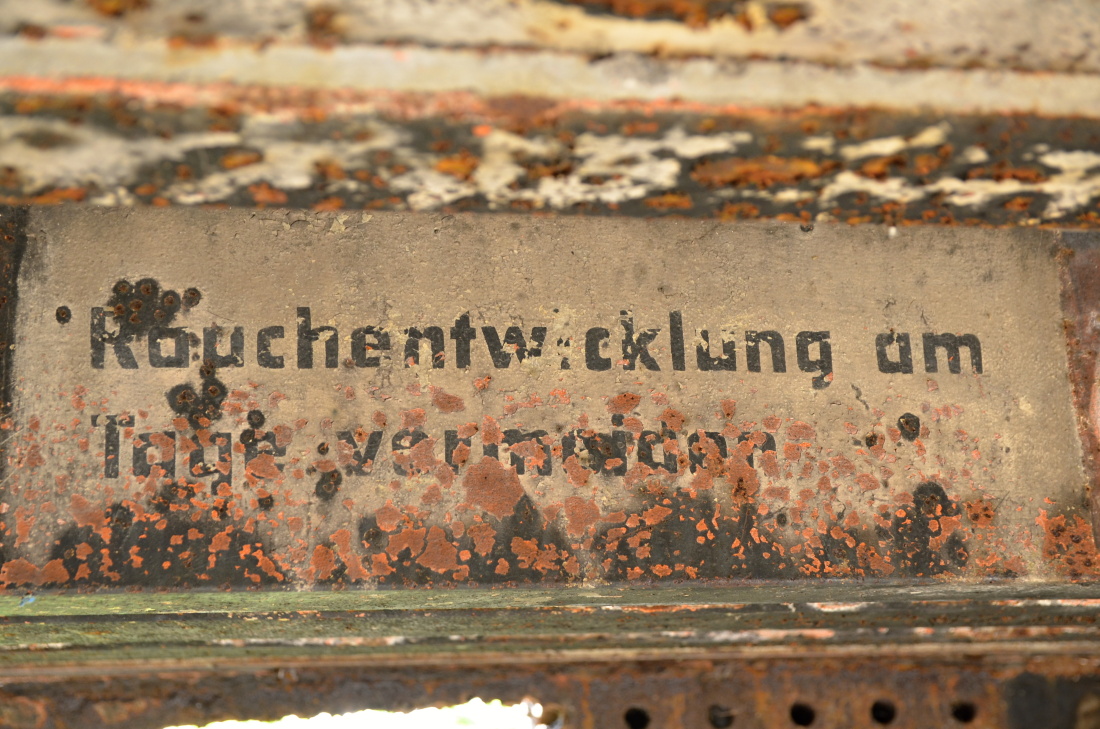 Rauchentwicklung am
Tage vermeiden